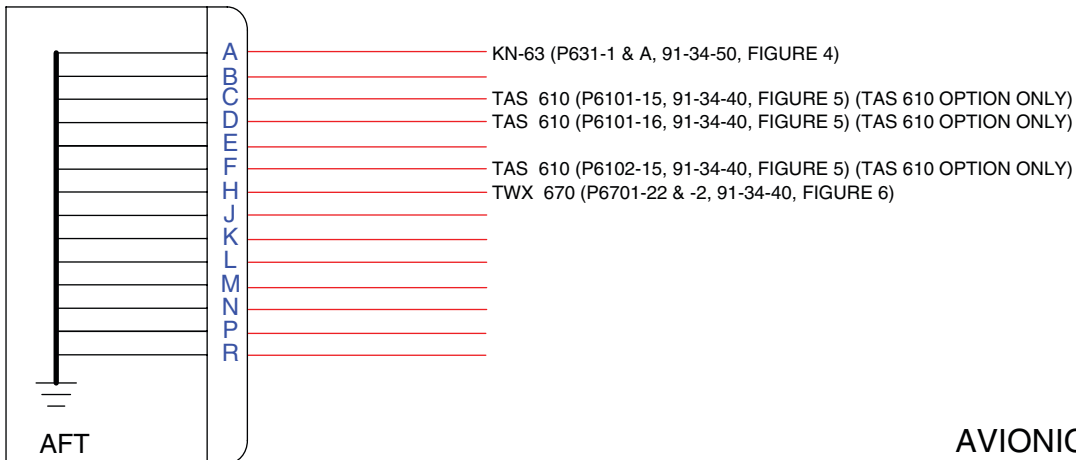 A KN-63 (P631-1 & A, 91-34-50, FIGURE 4)
B
C TAS 610 (P6101-15, 91-34-40, FIGURE 5) (TAS 610 OPTION ONLY)
D TAS 610 (P6101-16, 91-34-40, FIGURE 5) (TAS 610 OPTION ONLY)
E
F TAS 610 (P6102-15, 91-34-40, FIGURE 5) (TAS 610 OPTION ONLY)
H TWX 670 (P6701-22 & -2, 91-34-40, FIGURE 6)
J
K
L
M
N
P
R
AFT
AVIONIC